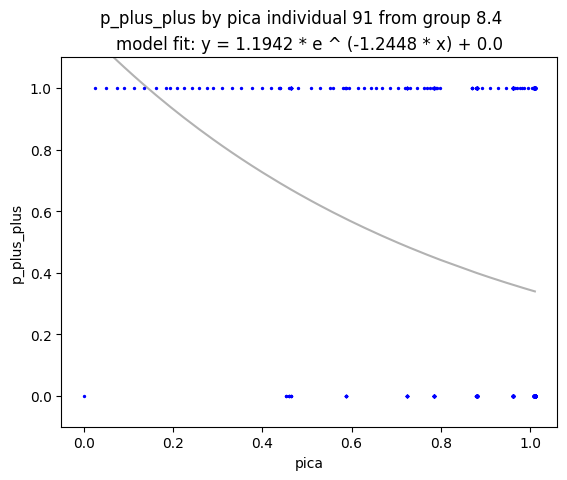 p_plus_plus by pica individual 91 from group 8.4
model fit: y = 1.1942 * e ^ (-1.2448 * x) + 0.0
1.0
0.8
0.6
0.4
0.2
0.0
p_plus_plus
0.0 0.2 0.4 0.6 0.8 1.0
pica